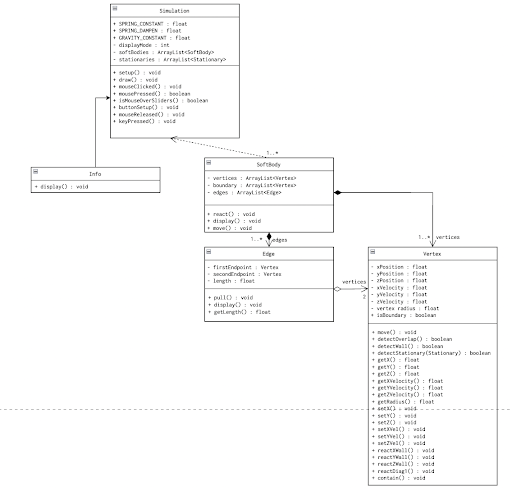 Simulation
+ SPRING_CONSTANT : float
+ SPRING_DAMPEN : float
+ GRAVITY_CONSTANT : float
- displayMode : int
- softBodies : ArrayList<SoftBody>
- stationaries : ArrayList<Stationary>
+ setup() : void
+ draw() : void
+ mouseClicked() : void
+ mousePressed() : boolean
+ isMouseOverSliders() : boolean
+ buttonSetup() : void
+ mouseReleased() : void
+ keyPressed() : void
1..*
Info
+ display() : void
SoftBody
- vertices : ArrayList<Vertex>
- boundary : ArrayList<Vertex>
- edges : ArrayList<Edge>
+ react() : void
+ display() : void
+ move() : void
1..*
edges
1..*
vertices
Edge
- firstEndpoint : Vertex
- secondEndpoint : Vertex
- length : float
+ pull() : void
+ display() : void
+ getLength() : float
vertices
2
Vertex
- xPosition : float
- yPosition : float
- zPosition : float
- xVelocity : float
- yVelocity : float
- zVelocity : float
- vertex radius : float
+ isBoundary : boolean
+ move() : void
+ detectOverlap() : boolean
+ detectWall() : boolean
+ detectStationary(Stationary) : boolean
+ getX() : float
+ getY() : float
+ getZ() : float
+ getXVelocity() : float
+ getYVelocity() : float
+ getZVelocity() : float
+ getRadius() : float
+ setX() : void
+ setY() : void
+ setZ() : void
+ setXVel() : void
+ setYVel() : void
+ setZVel() : void
+ reactXWall() : void
+ reactYWall() : void
+ reactZWall() : void
+ reactDiag1() : void
+ contain() : void